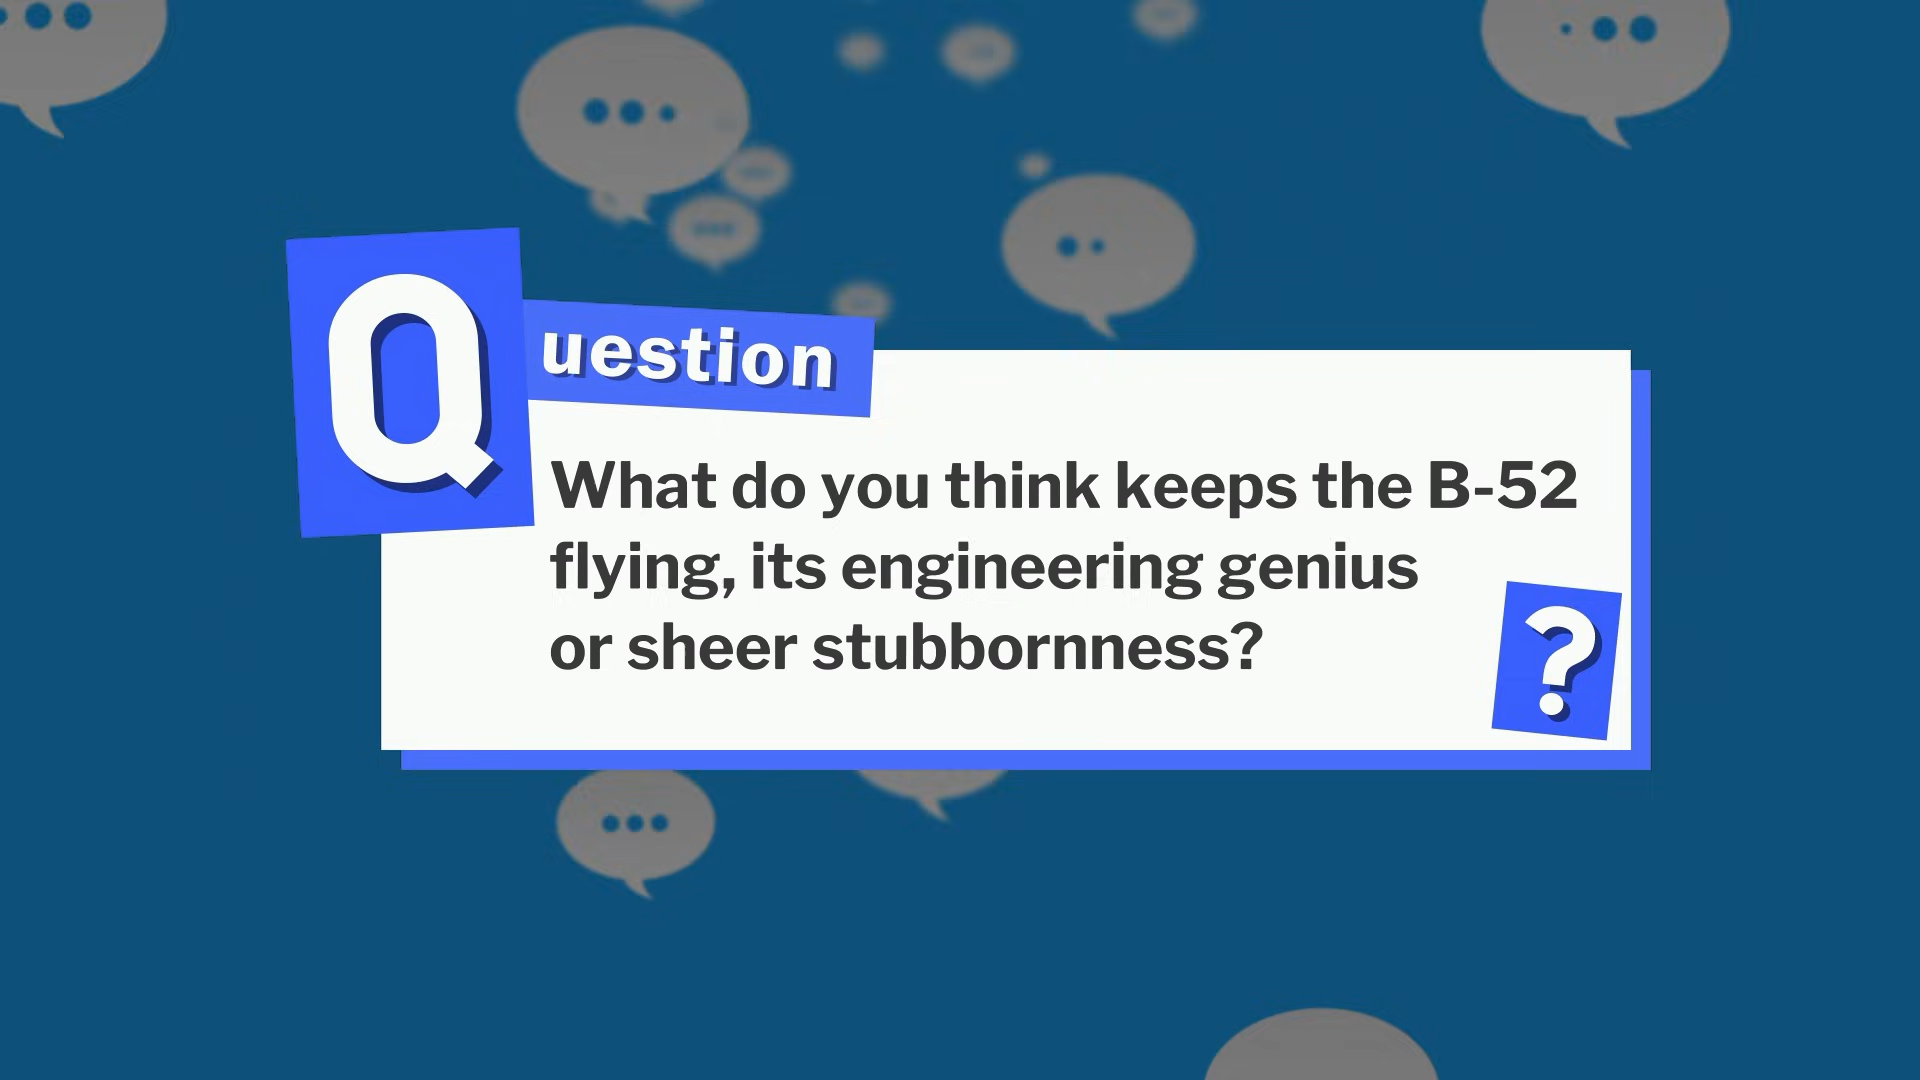 Question
What do you think keeps the B-52
flying, its engineering genius
or sheer stubbornness?
?